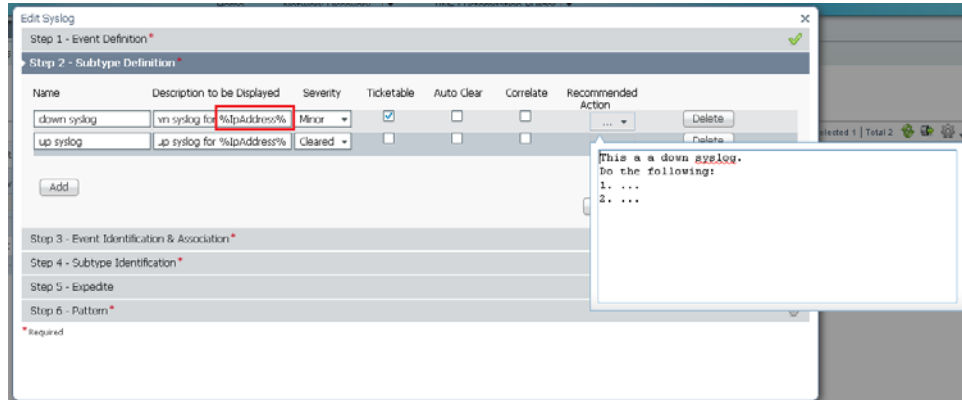 Edit Syslog
Step 1 - Event Definition *
Step 2 - Subtype Definition *
Name Description to be Displayed Severity Ticketable Auto Clear Correlate Recommended Action
down syslog vn syslog for %IpAddress% Minor ... Delete
up syslog up syslog for %IpAddress% Cleared Delete
elected 1 | Total 2
This a a down syslog.
Do the following:
1. ...
2. ...
Add
Step 3 - Event Identification & Association *
Step 4 - Subtype Identification *
Step 5 - Expedite
Step 6 - Pattern *
* Required